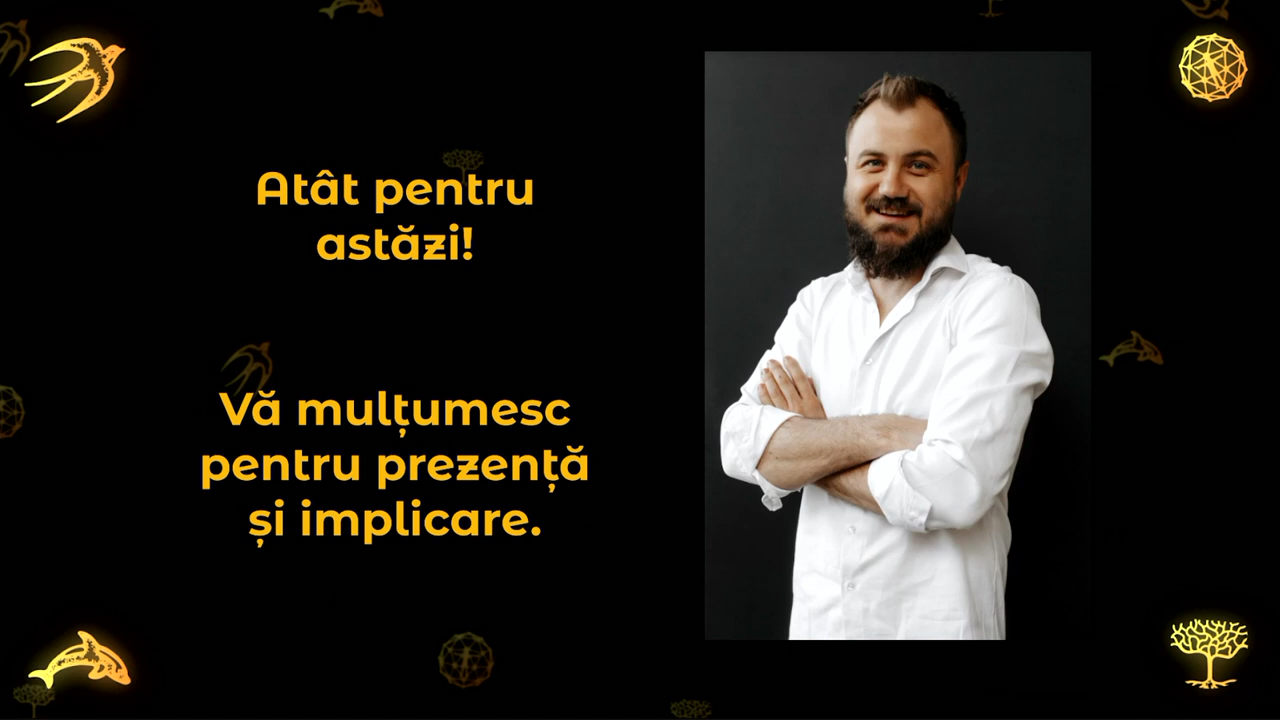 Atât pentru
astăzi!
Vă mulțumesc
pentru prezență
și implicare.